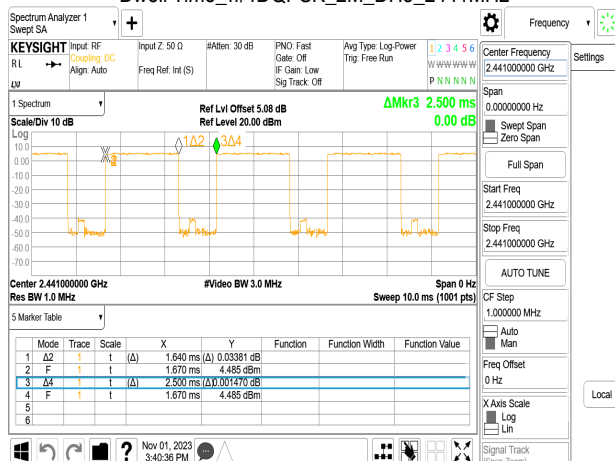 Spectrum Analyzer 1
Swept SA
Frequency
KEYSIGHT
Input: RF
Coupling: DC
Align: Auto
Input Z: 50 Ω
Freq Ref: Int (S)
#Atten: 30 dB
PNO: Fast
Gate: Off
IF Gain: Low
Sig Track: Off
Avg Type: Log-Power
Trig: Free Run
1 2 3 4 5 6
W W W W W W
P N N N N N
RL
LXI
1 Spectrum
Scale/Div 10 dB
Ref Lvl Offset 5.08 dB
Ref Level 20.00 dBm
ΔMkr3 2.500 ms
0.00 dB
Log
10.0
0.00
-10.0
-20.0
-30.0
-40.0
-50.0
-60.0
-70.0
1Δ2
3Δ4
Center 2.441000000 GHz
Res BW 1.0 MHz
#Video BW 3.0 MHz
Span 0 Hz
Sweep 10.0 ms (1001 pts)
5 Marker Table
Mode Trace Scale X Y Function Function Width Function Value
1 Δ2 1 t (Δ) 1.640 ms (Δ) 0.03381 dB
2 F 1 t 1.670 ms 4.485 dBm
3 Δ4 1 t (Δ) 2.500 ms (Δ)0.001470 dB
4 F 1 t 1.670 ms 4.485 dBm
5
6
Nov 01, 2023
3:40:36 PM
Center Frequency
2.441000000 GHz
Settings
Span
0.00000000 Hz
Swept Span
Zero Span
Full Span
Start Freq
2.441000000 GHz
Stop Freq
2.441000000 GHz
AUTO TUNE
CF Step
1.000000 MHz
Auto
Man
Freq Offset
0 Hz
X Axis Scale
Log
Lin
Local
Signal Track